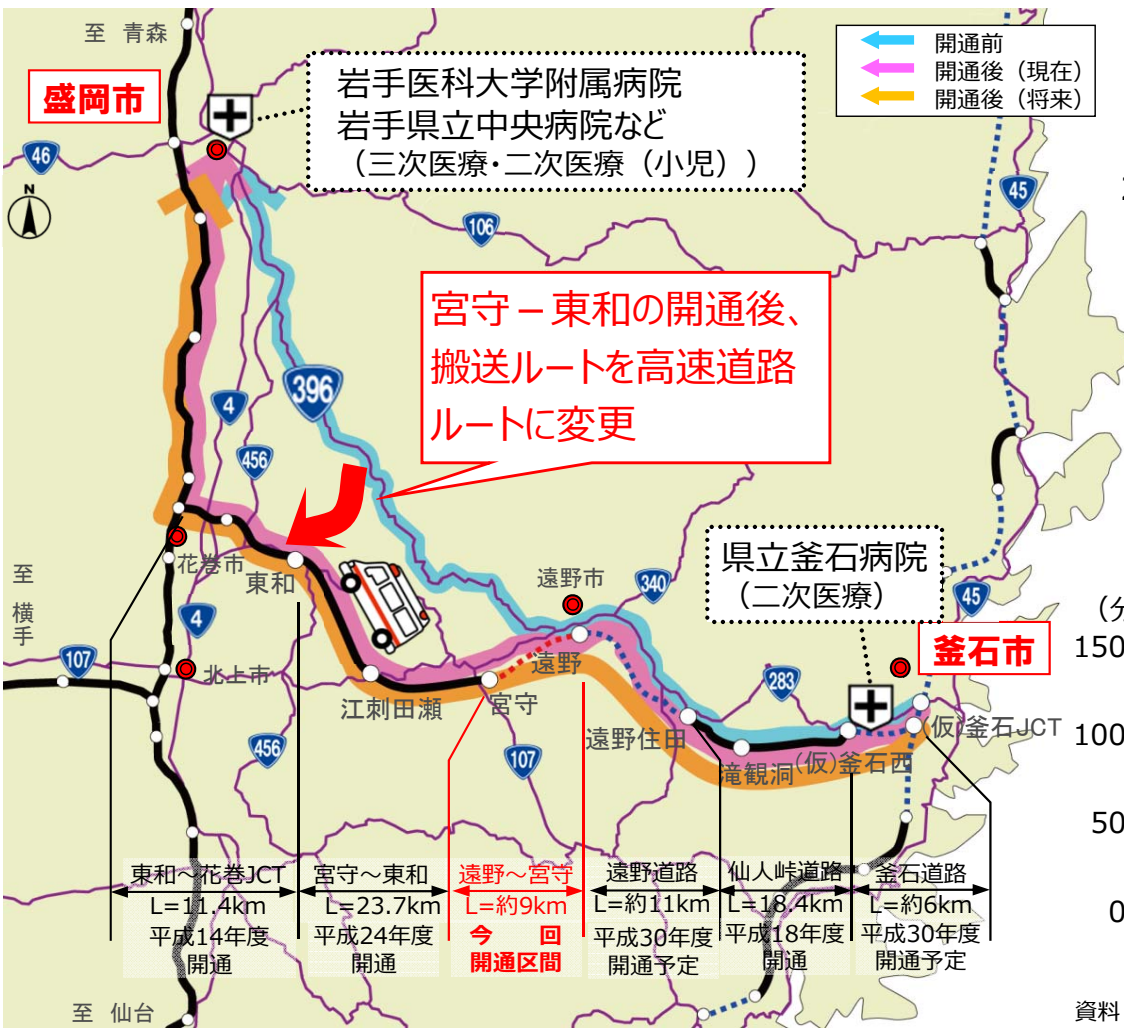 至 青森
盛岡市
岩手医科大学附属病院
岩手県立中央病院など
（三次医療・二次医療（小児））
開通前
開通後（現在）
開通後（将来）
46
N
106
45
宮守－東和の開通後、
搬送ルートを高速道路
ルートに変更
396
4
456
花巻市
東和
至 横手
4
107
北上市
遠野市
340
県立釜石病院
（二次医療）
45
釜石市
(分
150
遠野
江刺田瀬
宮守
283
遠野住田
滝観洞
(仮)釜石西
(仮)釜石JCT
100
456
107
50
0
東和～花巻JCT
L=11.4km
平成14年度
開通
宮守～東和
L=23.7km
平成24年度
開通
遠野～宮守
L=約9km
今 回
開通区間
遠野道路
L=約11km
平成30年度
開通予定
仙人峠道路
L=18.4km
平成18年度
開通
釜石道路
L=約6km
平成30年度
開通予定
至 仙台
資料